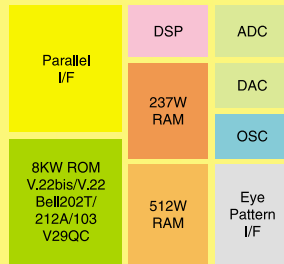 Parallel
I/F
DSP
ADC
237W
RAM
DAC
OSC
8KW ROM
V.22bis/V.22
Bell202T/
212A/103
V29QC
512W
RAM
Eye
Pattern
I/F